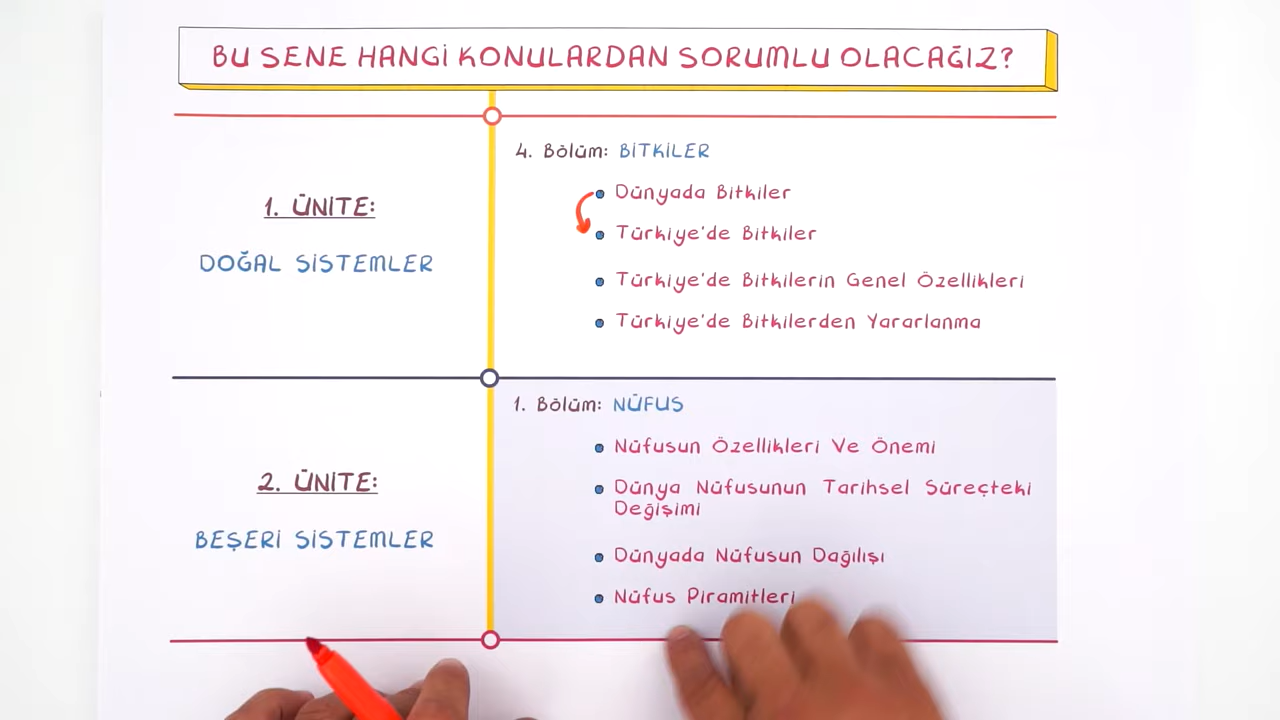 BU SENE HANGİ KONULARDAN SORUMLU OLACAĞIZ?
1. ÜNİTE:
DOĞAL SİSTEMLER
4. Bölüm: BİTKİLER
Dünyada Bitkiler
Türkiye'de Bitkiler
Türkiye'de Bitkilerin Genel Özellikleri
Türkiye'de Bitkilerden Yararlanma
2. ÜNİTE:
BEŞERİ SİSTEMLER
1. Bölüm: NÜFUS
Nüfusun Özellikleri Ve Önemi
Dünya Nüfusunun Tarihsel Süreçteki
Değişimi
Dünyada Nüfusun Dağılışı
Nüfus Piramitleri